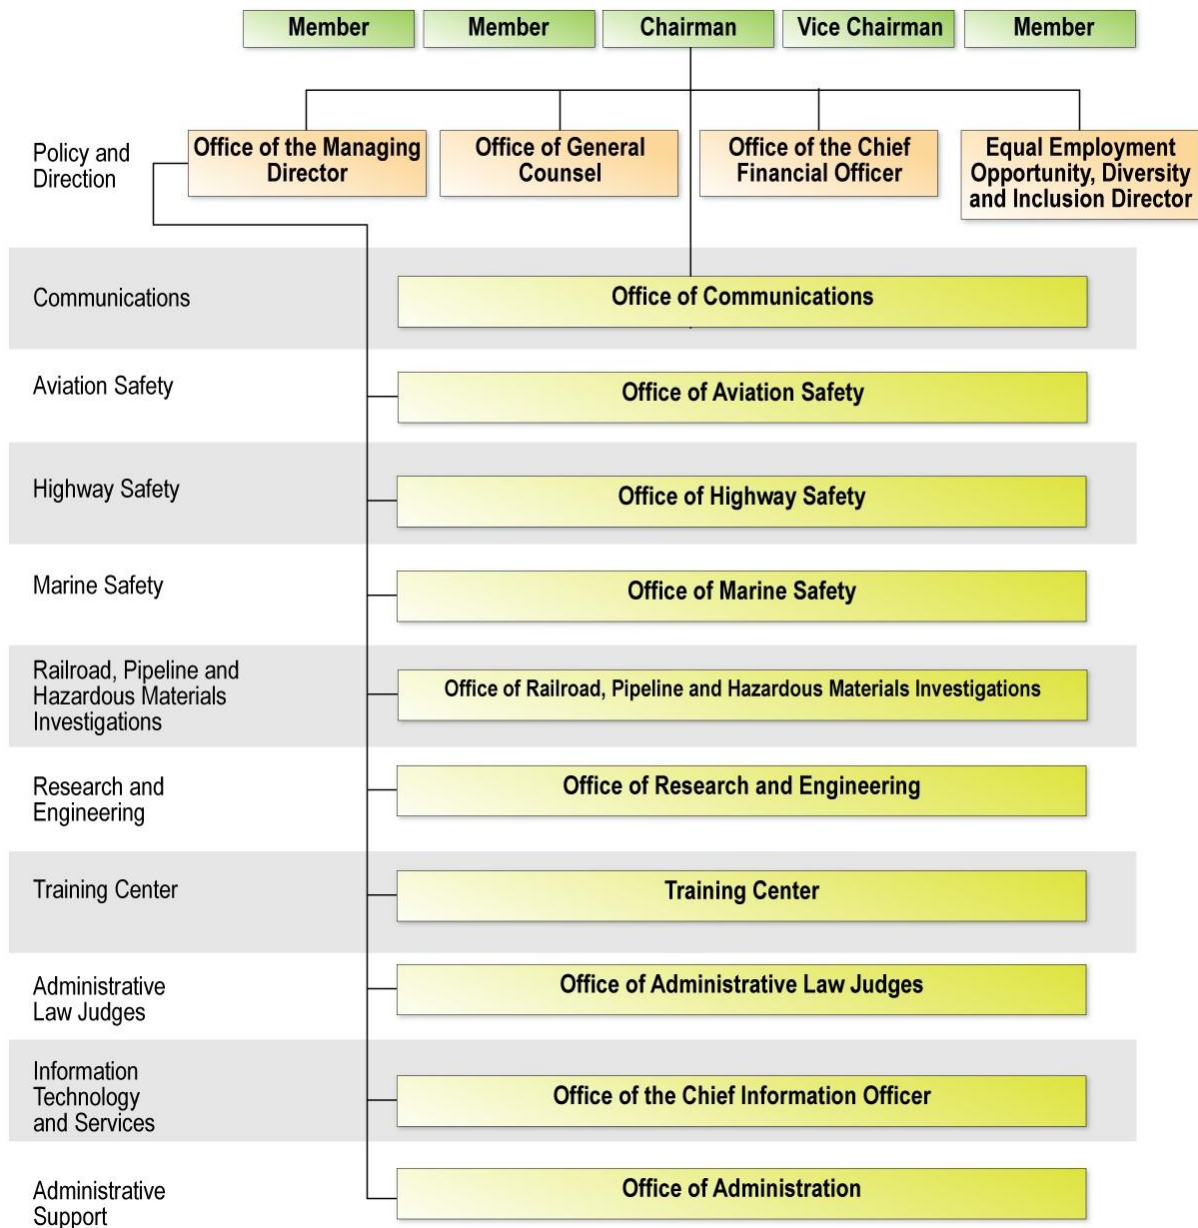 Member
Member
Chairman
Vice Chairman
Member
Policy and
Direction
Office of the Managing
Director
Office of General
Counsel
Office of the Chief
Financial Officer
Equal Employment
Opportunity, Diversity
and Inclusion Director
Communications
Office of Communications
Aviation Safety
Office of Aviation Safety
Highway Safety
Office of Highway Safety
Marine Safety
Office of Marine Safety
Railroad, Pipeline and
Hazardous Materials
Investigations
Office of Railroad, Pipeline and Hazardous Materials Investigations
Research and
Engineering
Office of Research and Engineering
Training Center
Training Center
Administrative
Law Judges
Office of Administrative Law Judges
Information
Technology
and Services
Office of the Chief Information Officer
Administrative
Support
Office of Administration